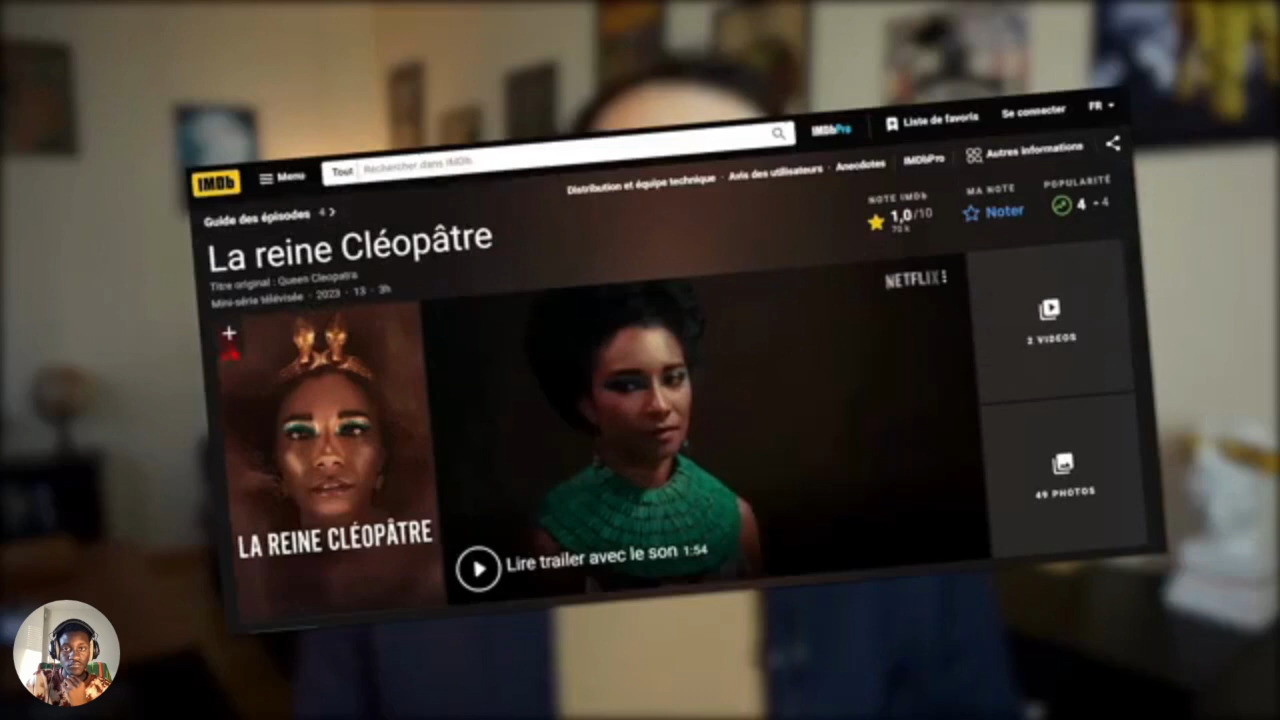 IMDb
Menu
Tout
Rechercher dans IMDb
IMDbPro
Liste de favoris
Se connecter
FR
Guide des épisodes 4
Distribution et équipe technique · Avis des utilisateurs · Anecdotes
IMDbPro
Autres informations
La reine Cléopâtre
Titre original : Queen Cleopatra
Mini-série télévisée · 2023 · 13 · 3h
NOTE IMDb
1,0/10
70 k
MA NOTE
Noter
POPULARITÉ
4
4
NETFLIX
LA REINE CLÉOPÂTRE
Lire trailer avec le son 1:54
2 VIDEOS
49 PHOTOS